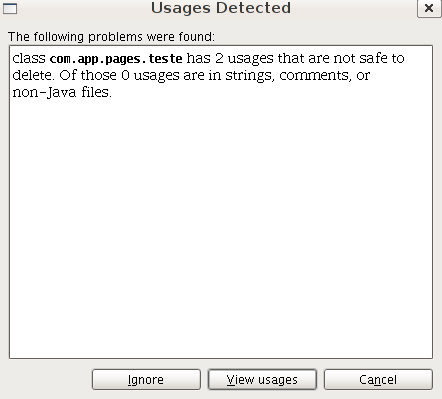 Usages Detected
The following problems were found:
class com.app.pages.teste has 2 usages that are not safe to
delete. Of those 0 usages are in strings, comments, or
non-Java files.
Ignore
View usages
Cancel